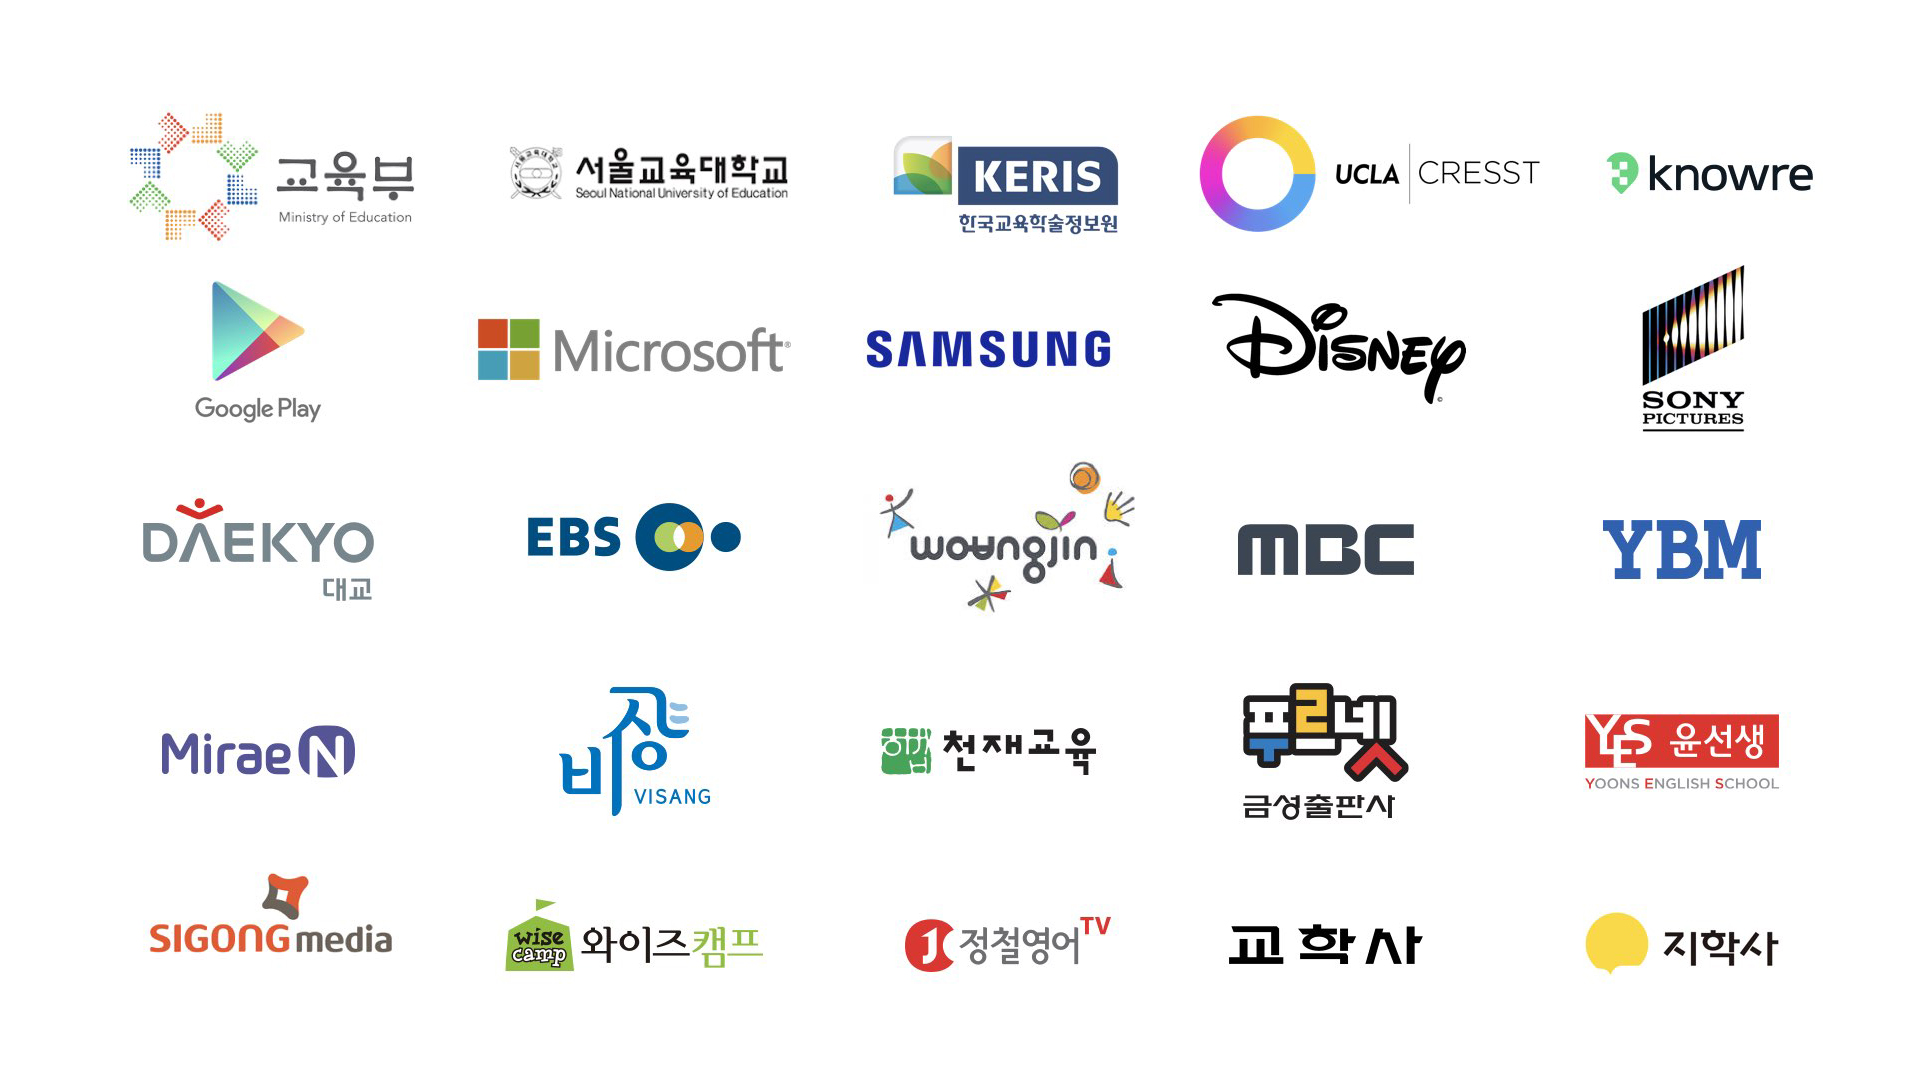 교육부
Ministry of Education
서울교육대학교
Seoul National University of Education
KERIS
한국교육학술정보원
UCLA CRESST
knowre
Google Play
Microsoft®
SAMSUNG
Disney
©
SONY
PICTURES
DAEKYO
대교
EBS
woungjin
MBC
YBM
Mirae N
비상
VISANG
천재교육
푸르넷
금성출판사
YES 윤선생
YOONS ENGLISH SCHOOL
SIGONG media
wise
camp
와이즈캠프
정철영어TV
교학사
지학사